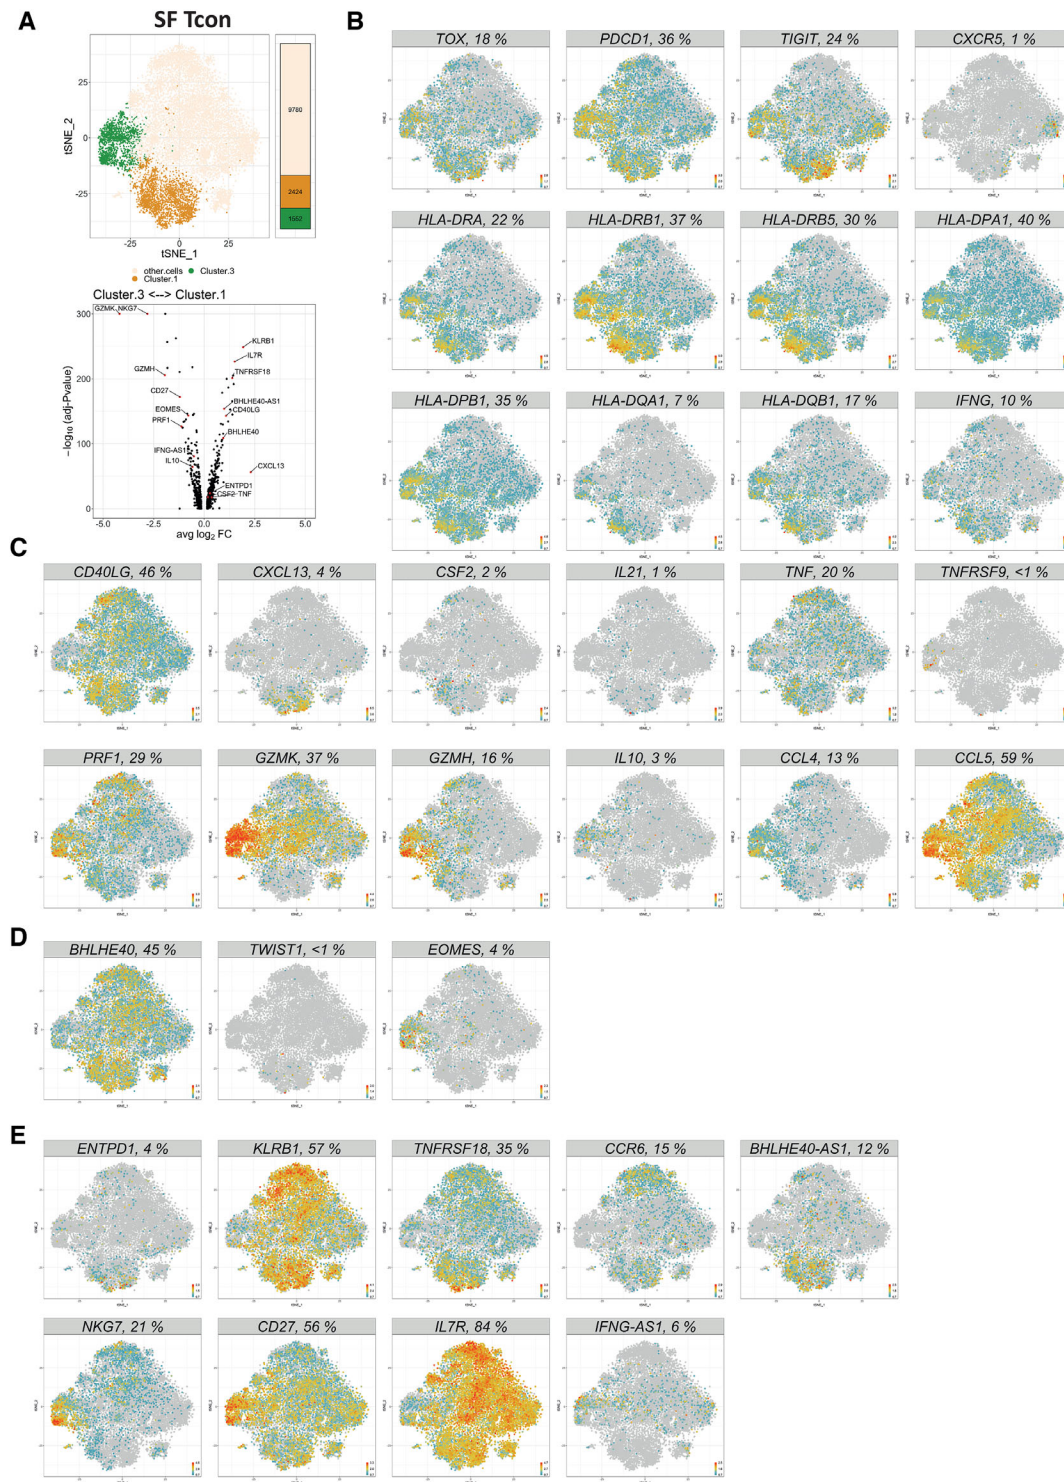 A
SF Tcon
tSNE_2
25
0
-25
-25
0
25
tSNE_1
9780
2424
1552
other.cells
Cluster.3
Cluster.1
Cluster.3 <--> Cluster.1
−log10 (adj-Pvalue)
300
200
100
0
GZMK
NKG7
KLRB1
IL7R
GZMH
TNFRSF18
CD27
BHLHE40-AS1
EOMES
CD40LG
PRF1
BHLHE40
IFNG-AS1
IL10
CXCL13
ENTPD1
CSF2
TNF
-5.0
-2.5
0.0
2.5
5.0
avg log2 FC
B
TOX, 18 %
PDCD1, 36 %
TIGIT, 24 %
CXCR5, 1 %
HLA-DRA, 22 %
HLA-DRB1, 37 %
HLA-DRB5, 30 %
HLA-DPA1, 40 %
HLA-DPB1, 35 %
HLA-DQA1, 7 %
HLA-DQB1, 17 %
IFNG, 10 %
C
CD40LG, 46 %
CXCL13, 4 %
CSF2, 2 %
IL21, 1 %
TNF, 20 %
TNFRSF9, <1 %
PRF1, 29 %
GZMK, 37 %
GZMH, 16 %
IL10, 3 %
CCL4, 13 %
CCL5, 59 %
D
BHLHE40, 45 %
TWIST1, <1 %
EOMES, 4 %
E
ENTPD1, 4 %
KLRB1, 57 %
TNFRSF18, 35 %
CCR6, 15 %
BHLHE40-AS1, 12 %
NKG7, 21 %
CD27, 56 %
IL7R, 84 %
IFNG-AS1, 6 %